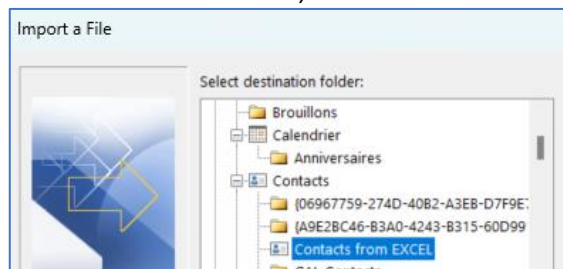 Import a File
Select destination folder:
Brouillons
Calendrier
Anniversaires
Contacts
{06967759-274D-40B2-A3EB-D7F9E
{A9E2BC46-B3A0-4243-B315-60D99
Contacts from EXCEL